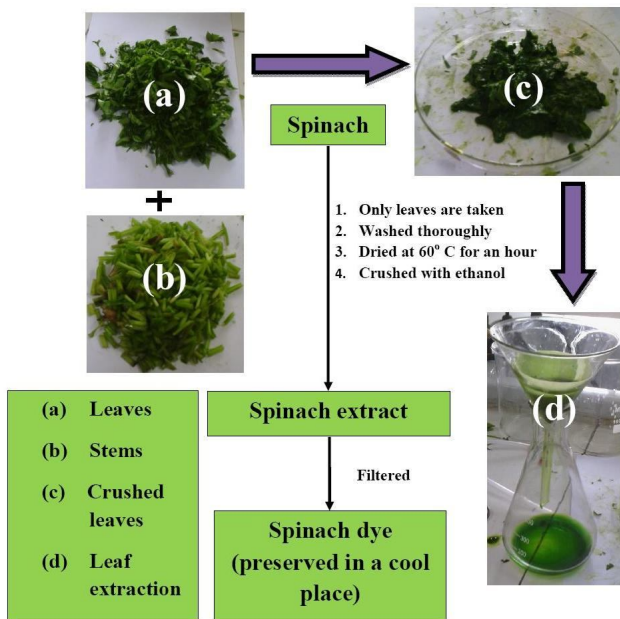 (a)
(c)
Spinach
+
1. Only leaves are taken
2. Washed thoroughly
3. Dried at 60° C for an hour
4. Crushed with ethanol
(b)
(d)
(a) Leaves
(b) Stems
(c) Crushed
leaves
(d) Leaf
extraction
Spinach extract
Filtered
Spinach dye
(preserved in a cool
place)